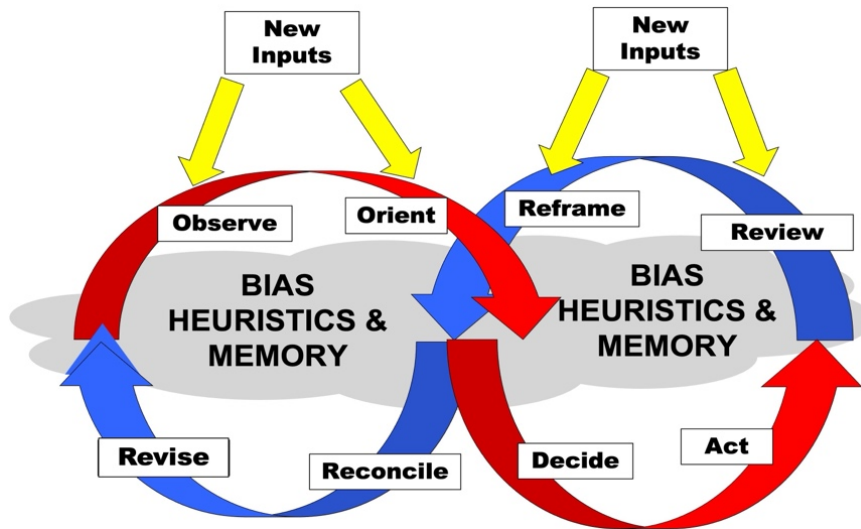 New
Inputs
New
Inputs
Observe
Orient
Reframe
Review
BIAS
HEURISTICS &
MEMORY
BIAS
HEURISTICS &
MEMORY
Revise
Reconcile
Decide
Act